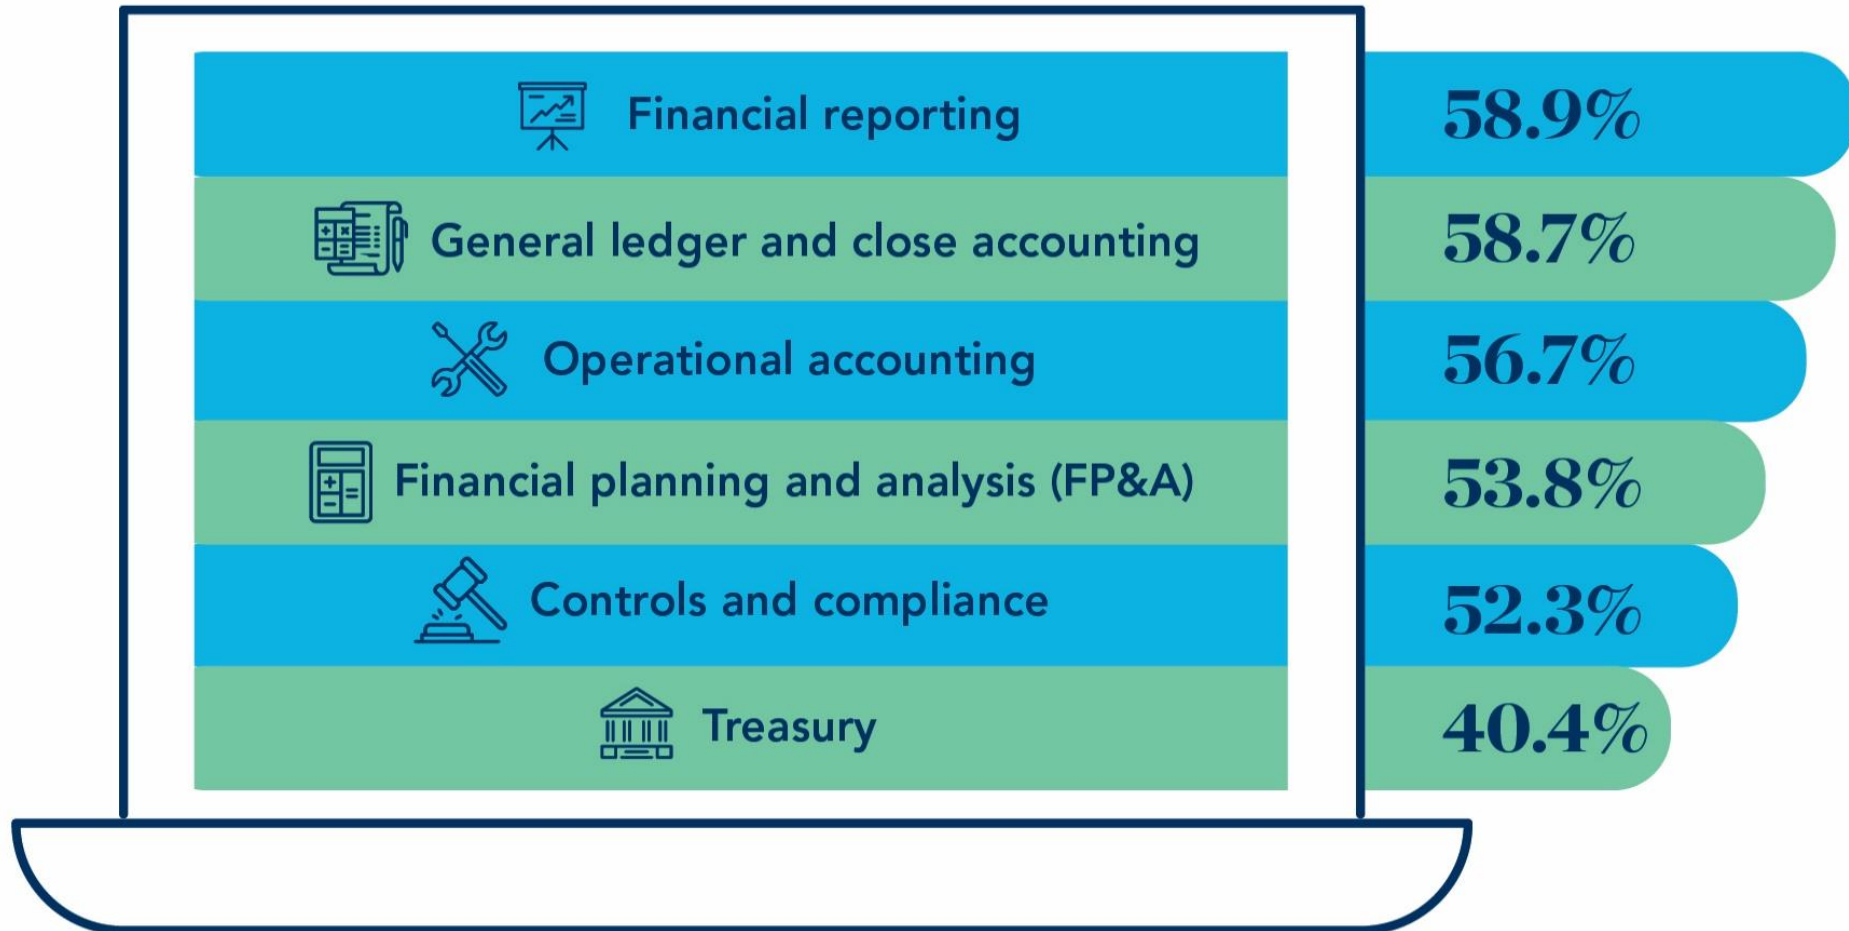 Financial reporting 58.9%
General ledger and close accounting 58.7%
Operational accounting 56.7%
Financial planning and analysis (FP&A) 53.8%
Controls and compliance 52.3%
Treasury 40.4%